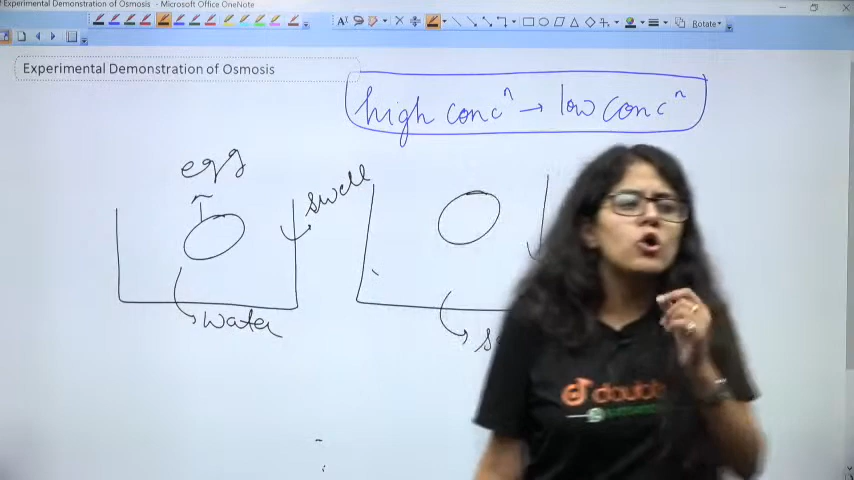 Experimental Demonstration of Osmosis - Microsoft Office OneNote
Rotate
Experimental Demonstration of Osmosis
high concⁿ → low concⁿ
egg
swell
water
doubt